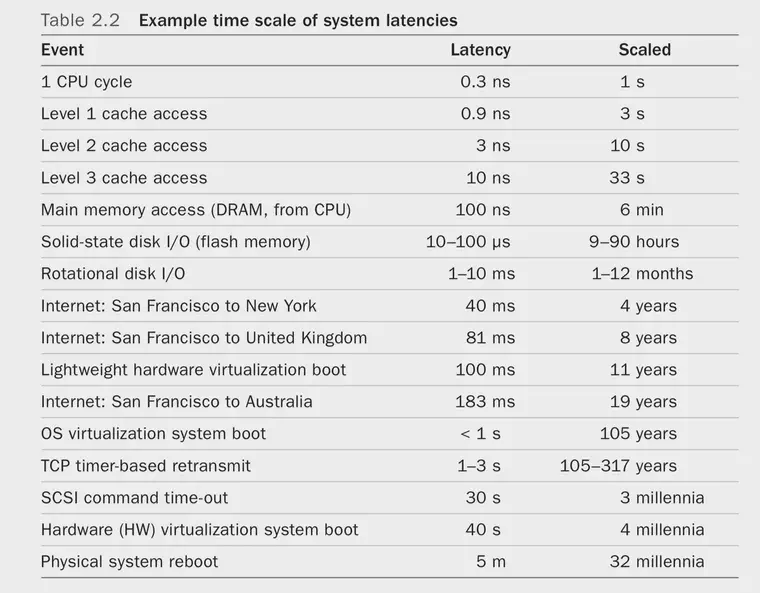 Table 2.2 Example time scale of system latencies
Event Latency Scaled
1 CPU cycle 0.3 ns 1 s
Level 1 cache access 0.9 ns 3 s
Level 2 cache access 3 ns 10 s
Level 3 cache access 10 ns 33 s
Main memory access (DRAM, from CPU) 100 ns 6 min
Solid-state disk I/O (flash memory) 10–100 μs 9–90 hours
Rotational disk I/O 1–10 ms 1–12 months
Internet: San Francisco to New York 40 ms 4 years
Internet: San Francisco to United Kingdom 81 ms 8 years
Lightweight hardware virtualization boot 100 ms 11 years
Internet: San Francisco to Australia 183 ms 19 years
OS virtualization system boot < 1 s 105 years
TCP timer-based retransmit 1–3 s 105–317 years
SCSI command time-out 30 s 3 millennia
Hardware (HW) virtualization system boot 40 s 4 millennia
Physical system reboot 5 m 32 millennia